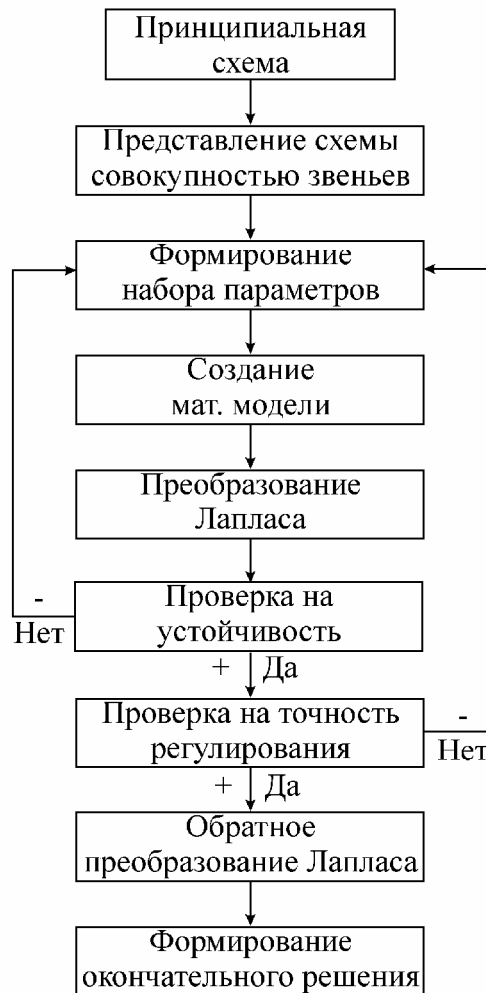 Принципиальная
схема
Представление схемы
совокупностью звеньев
Формирование
набора параметров
Создание
мат. модели
Преобразование
Лапласа
Проверка на
устойчивость
-
Нет
+ Да
Проверка на точность
регулирования
-
Нет
+ Да
Обратное
преобразование Лапласа
Формирование
окончательного решения